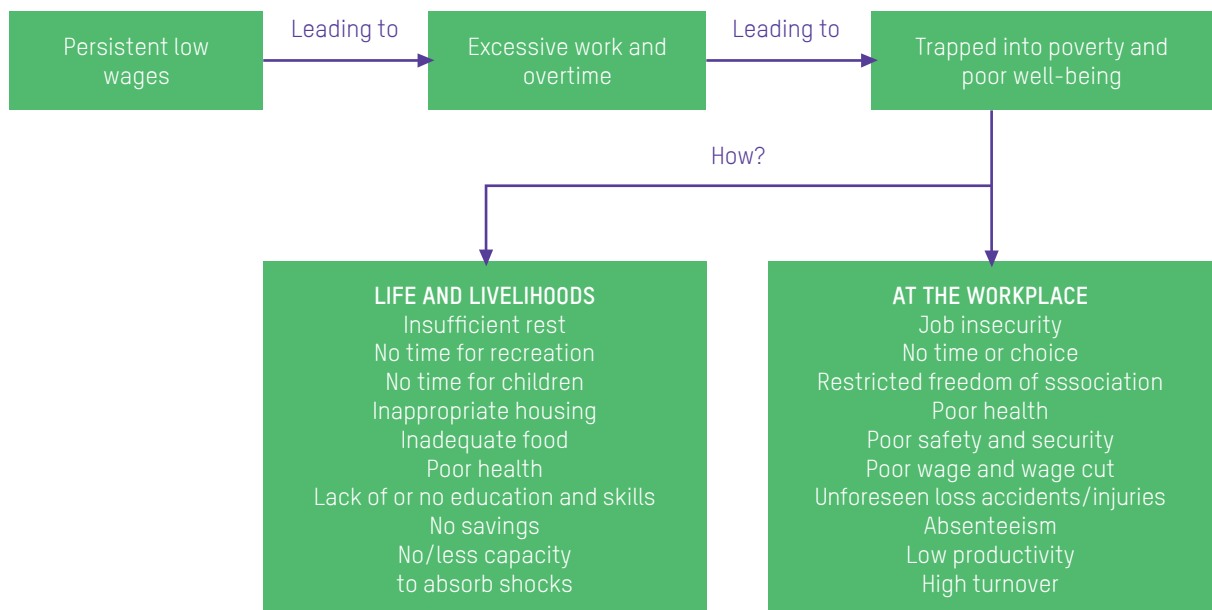 Persistent low
wages
Leading to
Excessive work and
overtime
Leading to
Trapped into poverty and
poor well-being
How?
LIFE AND LIVELIHOODS
Insufficient rest
No time for recreation
No time for children
Inappropriate housing
Inadequate food
Poor health
Lack of or no education and skills
No savings
No/less capacity
to absorb shocks
AT THE WORKPLACE
Job insecurity
No time or choice
Restricted freedom of sssociation
Poor health
Poor safety and security
Poor wage and wage cut
Unforeseen loss accidents/injuries
Absenteeism
Low productivity
High turnover